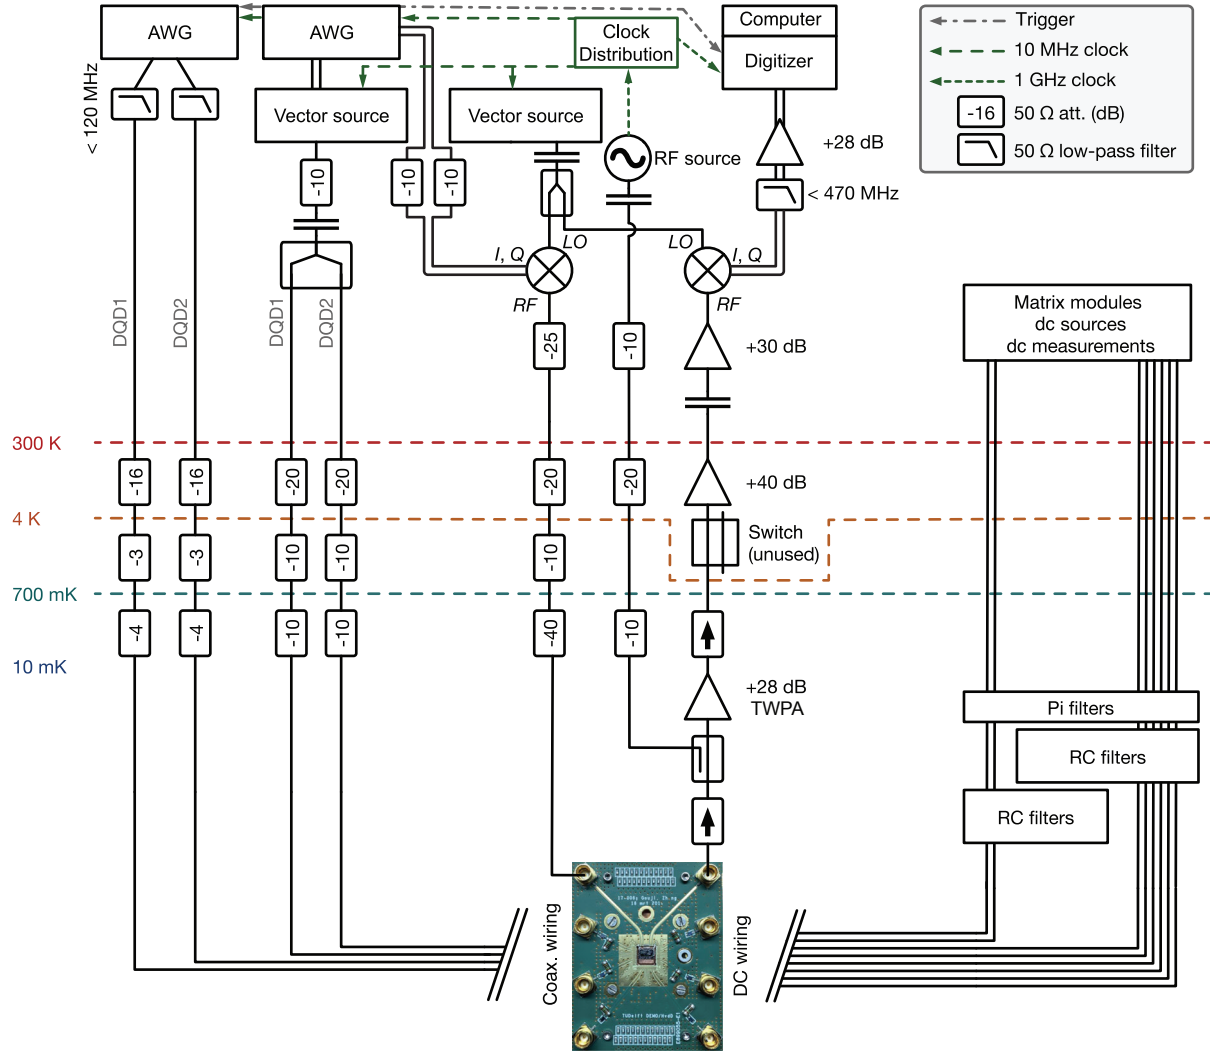 AWG
AWG
Clock
Distribution
Computer
Digitizer
Trigger
10 MHz clock
1 GHz clock
-16
50 Ω att. (dB)
50 Ω low-pass filter
< 120 MHz
Vector source
Vector source
RF source
+28 dB
< 470 MHz
-10
-10
-10
LO
LO
I, Q
I, Q
RF
RF
DQD1
DQD2
DQD1
DQD2
-25
-10
+30 dB
Matrix modules
dc sources
dc measurements
300 K
-16
-16
-20
-20
-20
-20
+40 dB
4 K
-3
-3
-10
-10
-10
Switch
(unused)
700 mK
-4
-4
-10
-10
-40
-10
10 mK
+28 dB
TWPA
Pi filters
RC filters
RC filters
Coax. wiring
DC wiring